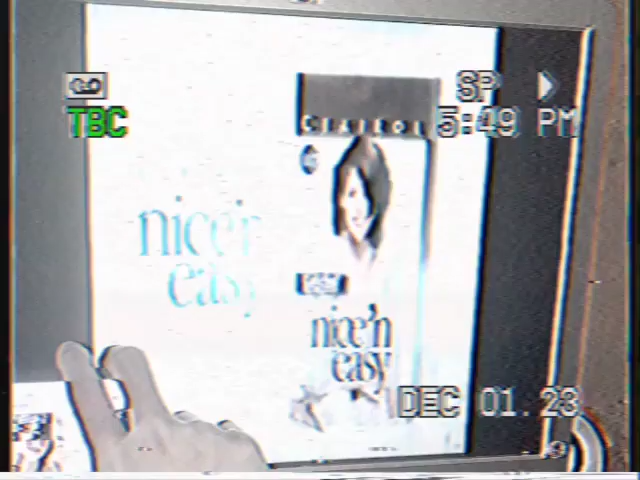 SP
TBC
5:49 PM
CLAIROL
nice'n
easy
nice'n
easy
DEC 01. 23